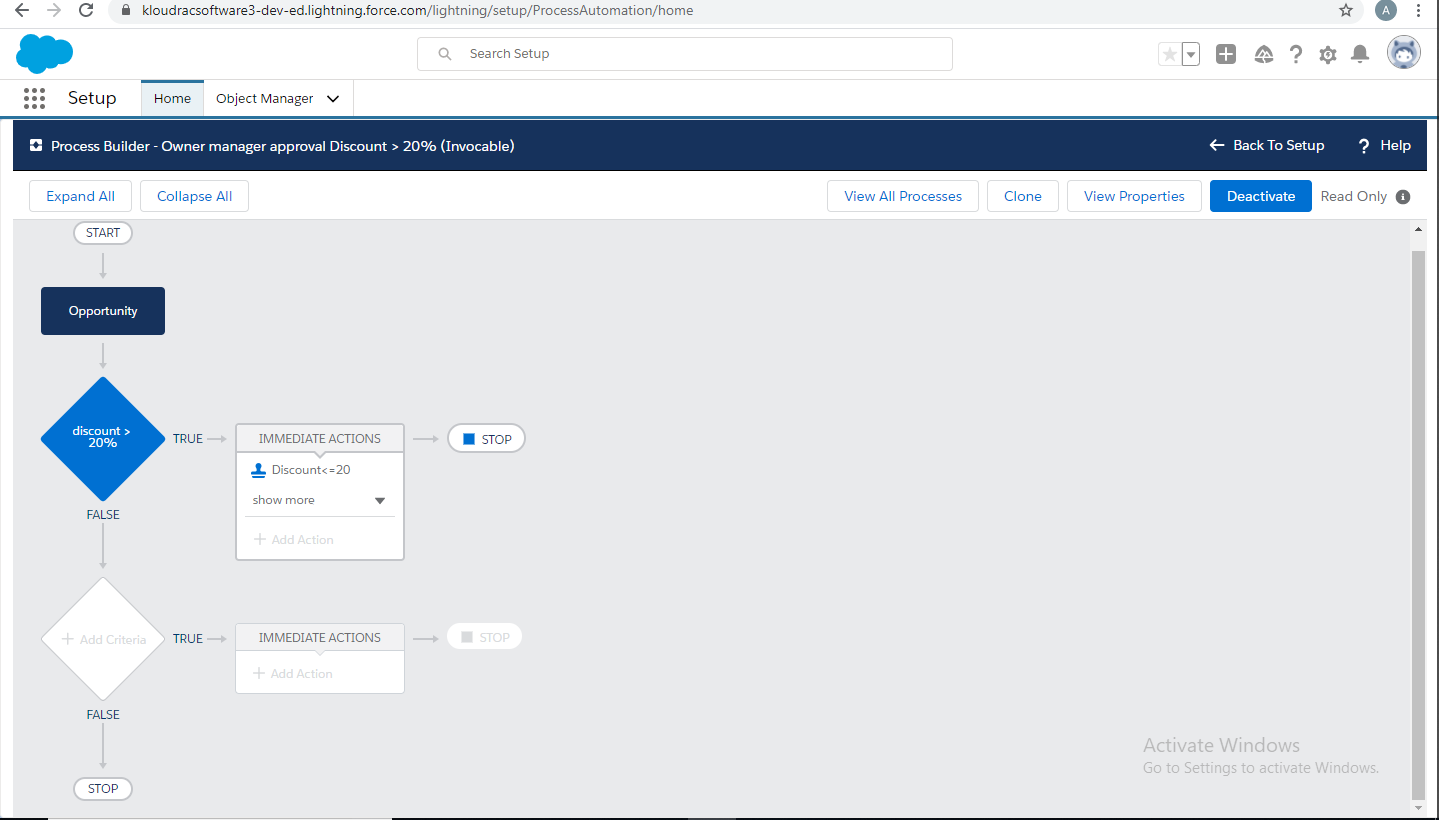 kloudracsoftware3-dev-ed.lightning.force.com/lightning/setup/ProcessAutomation/home
A
Search Setup
Setup
Home
Object Manager
Process Builder - Owner manager approval Discount > 20% (Invocable)
Back To Setup
? Help
Expand All
Collapse All
View All Processes
Clone
View Properties
Deactivate
Read Only
START
Opportunity
discount >
20%
TRUE
IMMEDIATE ACTIONS
STOP
Discount<=20
show more
+ Add Action
FALSE
+ Add Criteria
TRUE
IMMEDIATE ACTIONS
STOP
+ Add Action
FALSE
STOP
Activate Windows
Go to Settings to activate Windows.